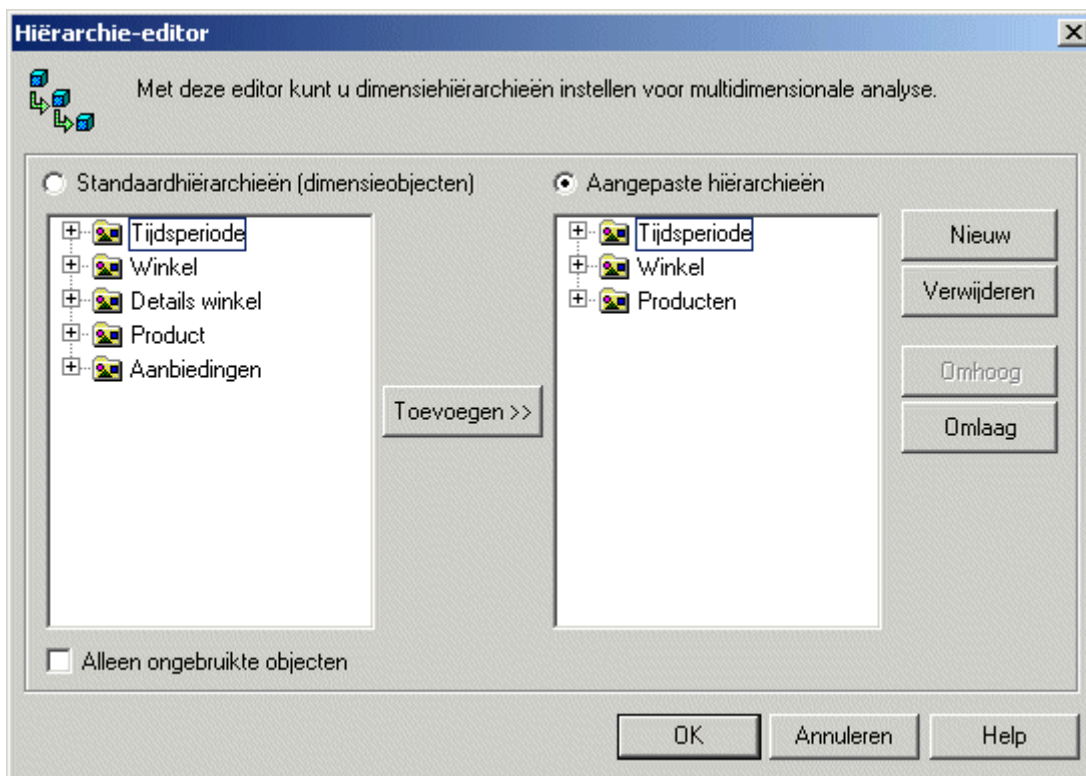 Hiërarchie-editor
Met deze editor kunt u dimensiehiërarchieën instellen voor multidimensionale analyse.
Standaardhiërarchieën (dimensieobjecten)
Tijdsperiode
Winkel
Details winkel
Product
Aanbiedingen
Toevoegen >>
Aangepaste hiërarchieën
Tijdsperiode
Winkel
Producten
Nieuw
Verwijderen
Omhoog
Omlaag
Alleen ongebruikte objecten
OK
Annuleren
Help